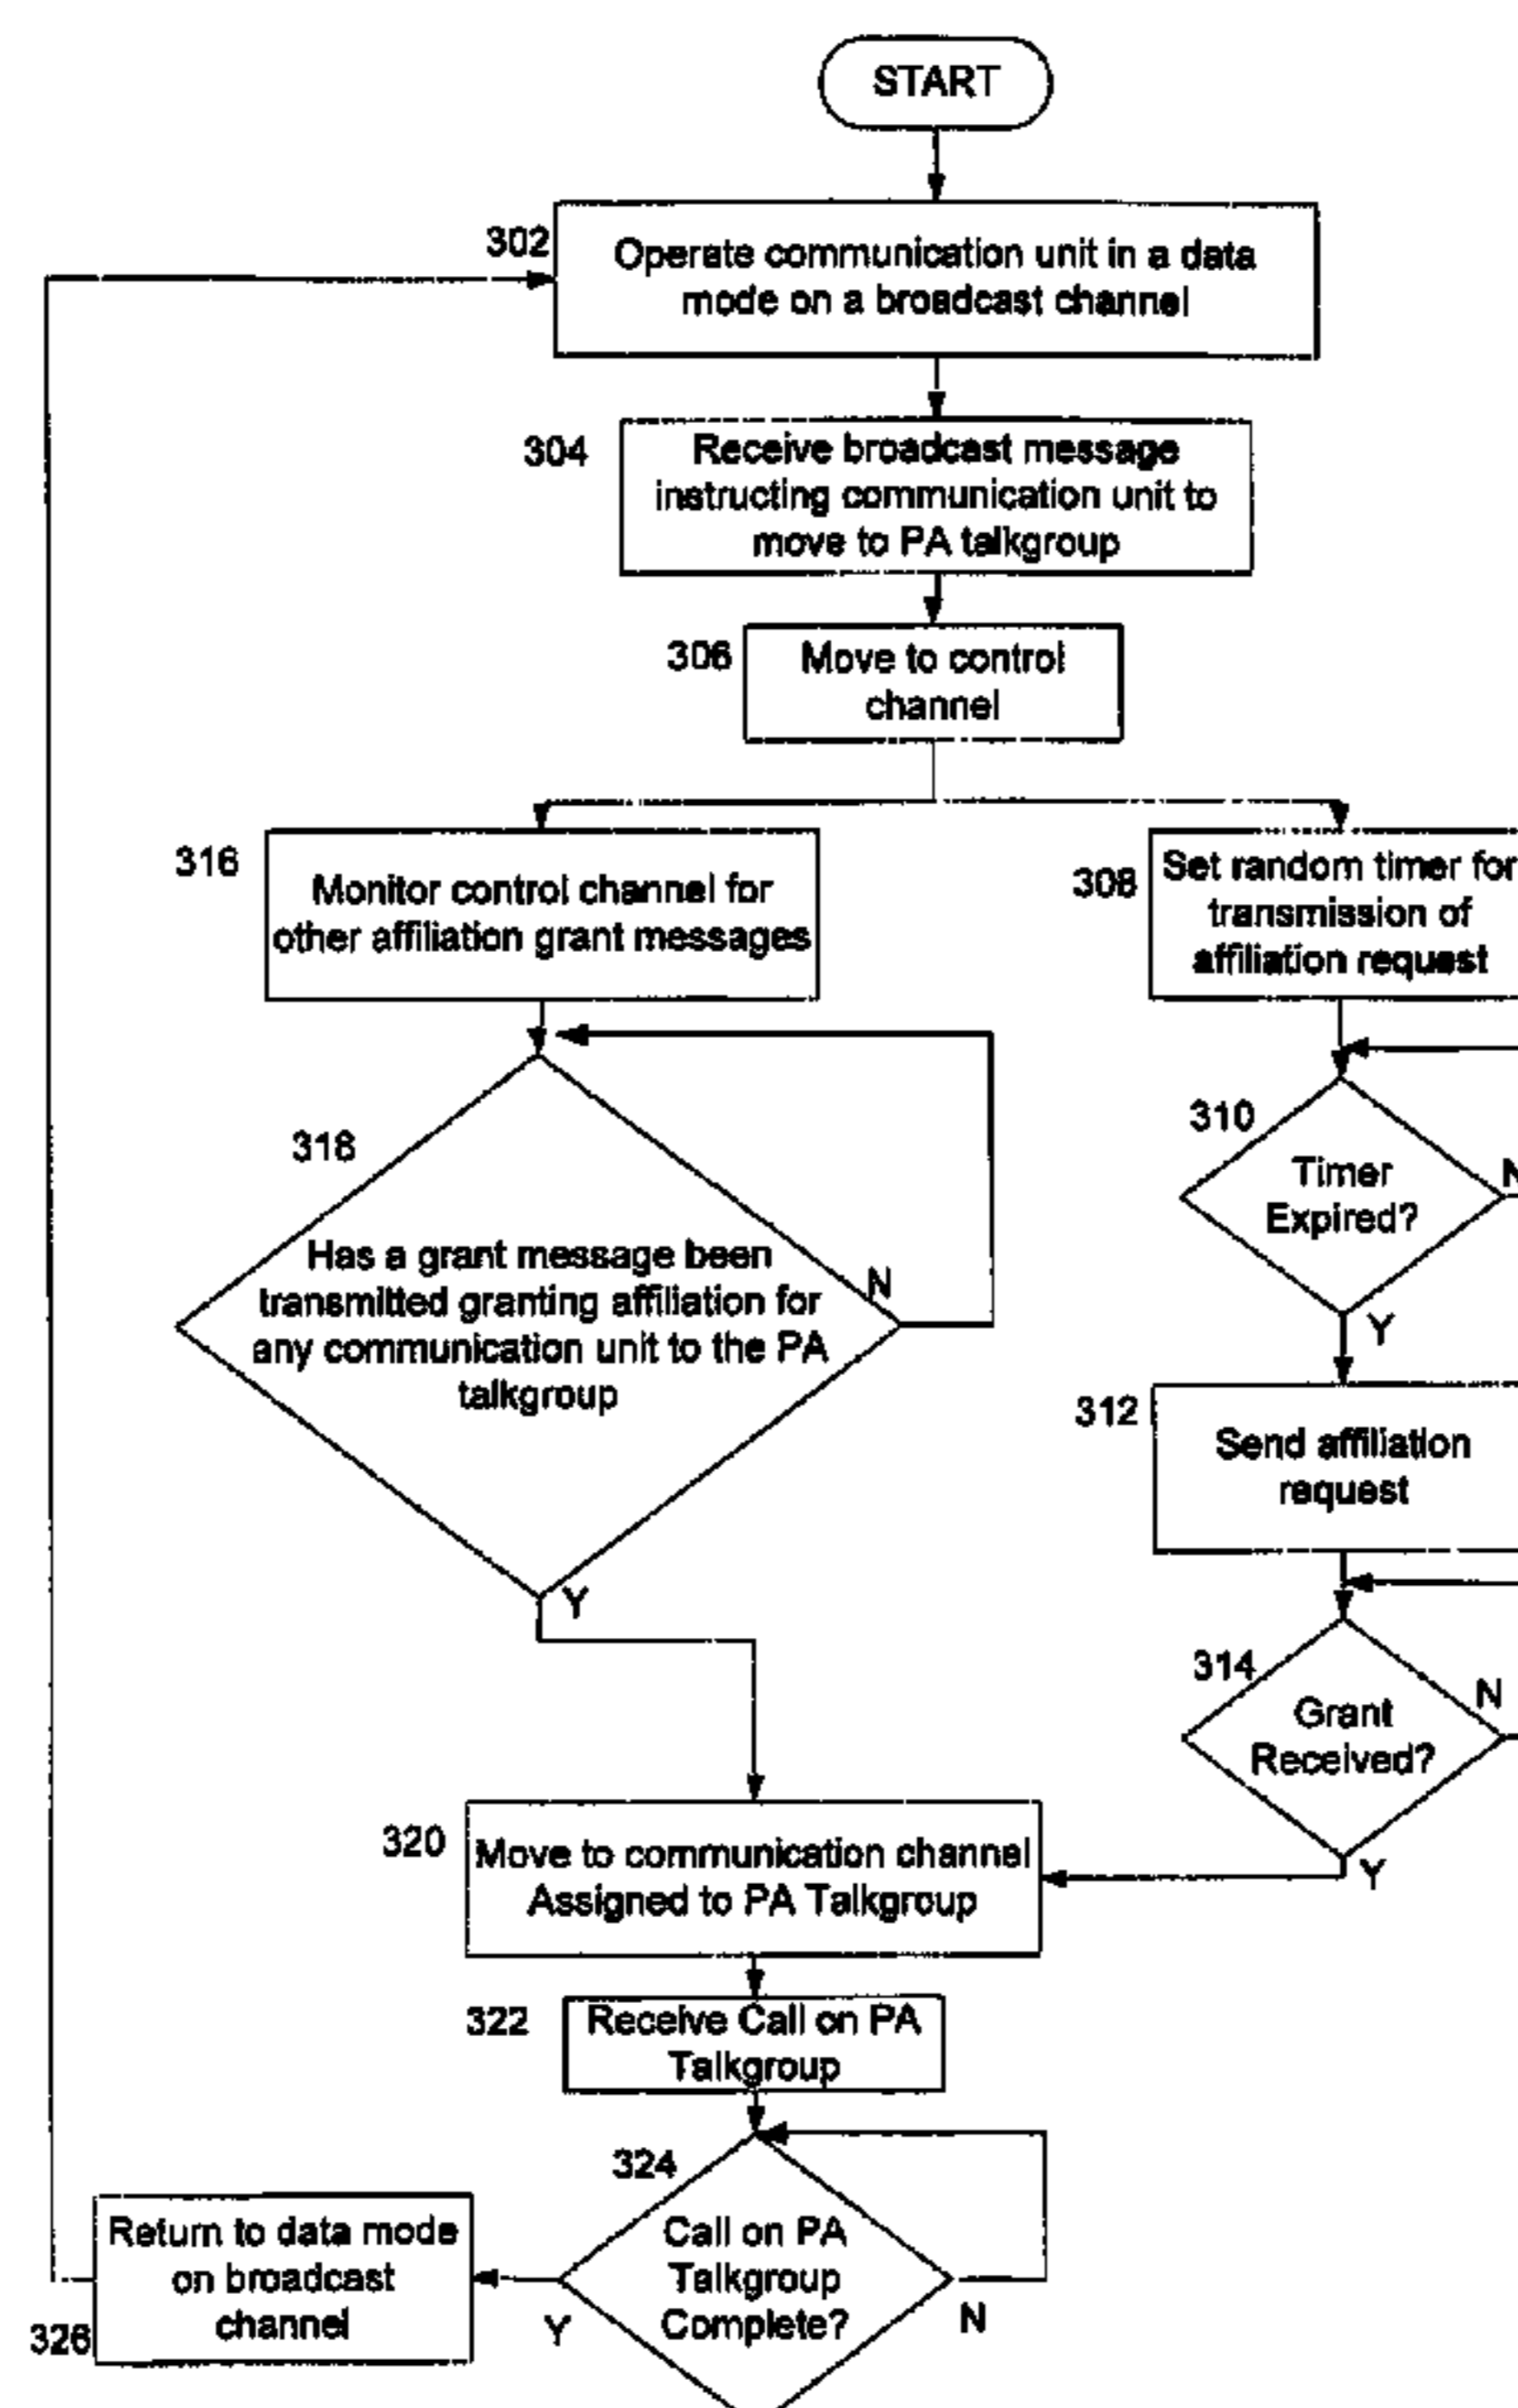 START
302
Operate communication unit in a data
mode on a broadcast channel
304
Receive broadcast message
instructing communication unit to
move to PA talkgroup
306
Move to control
channel
316
Monitor control channel for
other affiliation grant messages
308
Set random timer for
transmission of
affiliation request
318
Has a grant message been
transmitted granting affiliation for
any communication unit to the PA
talkgroup
N
Y
310
Timer
Expired?
N
Y
312
Send affiliation
request
314
Grant
Received?
N
Y
320
Move to communication channel
Assigned to PA Talkgroup
322
Receive Call on PA
Talkgroup
324
Call on PA
Talkgroup
Complete?
N
Y
Return to data mode
on broadcast
channel
326